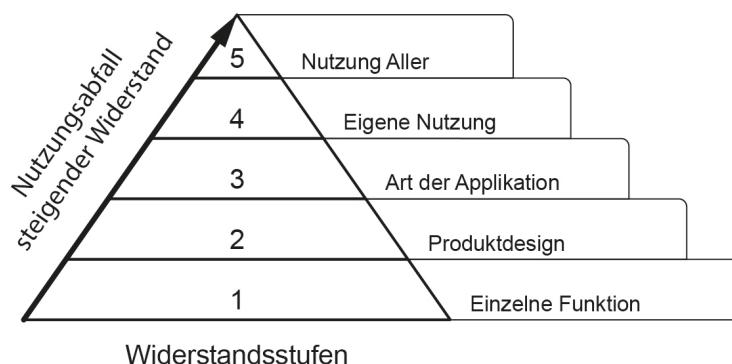 Nutzungsabfall
steigender Widerstand
5 Nutzung Aller
4 Eigene Nutzung
3 Art der Applikation
2 Produktdesign
1 Einzelne Funktion
Widerstandsstufen